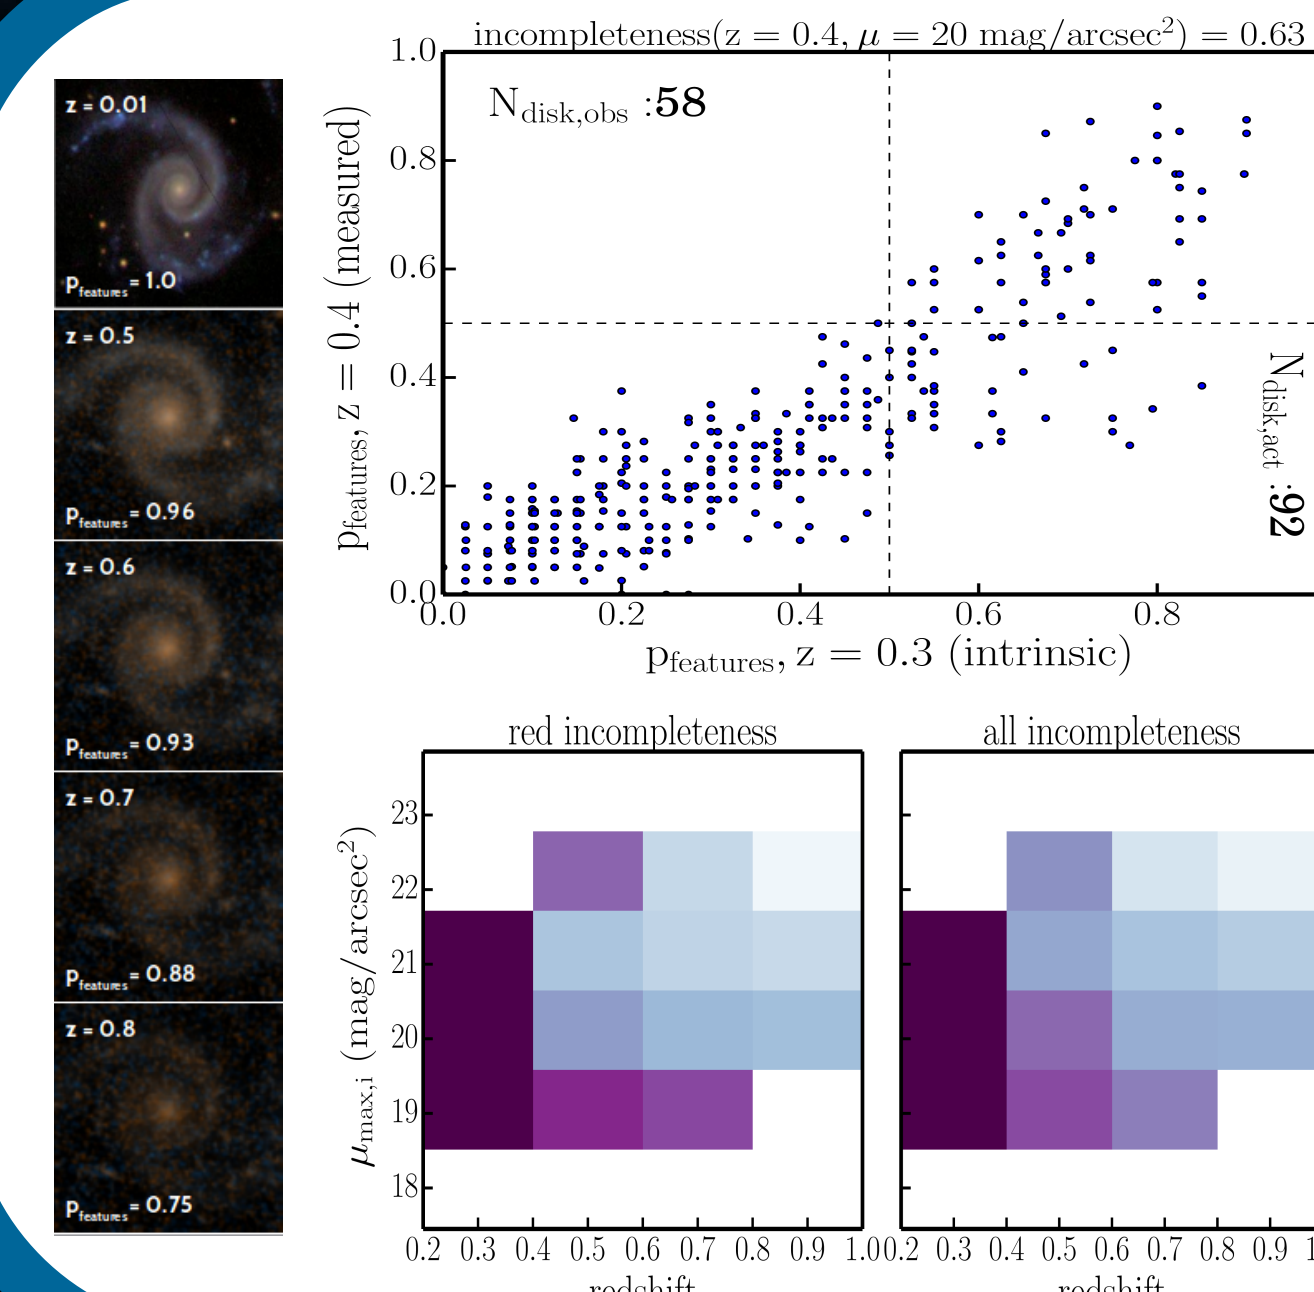 z = 0.01
p_features = 1.0
z = 0.5
p_features = 0.96
z = 0.6
p_features = 0.93
z = 0.7
p_features = 0.88
z = 0.8
p_features = 0.75
incompleteness(z = 0.4, μ = 20 mag/arcsec²) = 0.63
N_disk,obs :58
N_disk,act :92
p_features, z = 0.4 (measured)
1.0
0.8
0.6
0.4
0.2
0.0
0.0 0.2 0.4 0.6 0.8
p_features, z = 0.3 (intrinsic)
red incompleteness
μ_max,i (mag/arcsec²)
23
22
21
20
19
18
0.2 0.3 0.4 0.5 0.6 0.7 0.8 0.9 1.0
redshift
all incompleteness
0.2 0.3 0.4 0.5 0.6 0.7 0.8 0.9
redshift